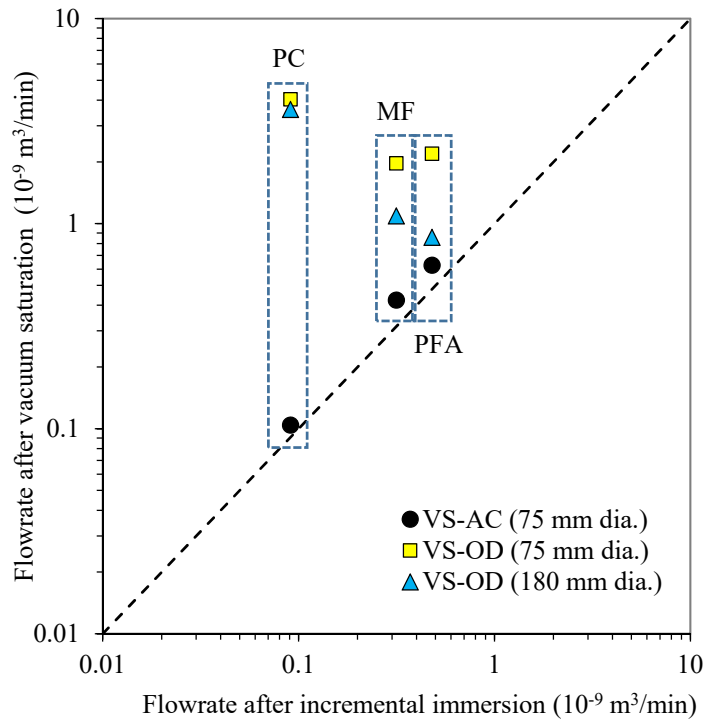 Flowrate after vacuum saturation (10⁻⁹ m³/min)
10
1
0.1
0.01
PC
MF
PFA
VS-AC (75 mm dia.)
VS-OD (75 mm dia.)
VS-OD (180 mm dia.)
0.01 0.1 1 10
Flowrate after incremental immersion (10⁻⁹ m³/min)